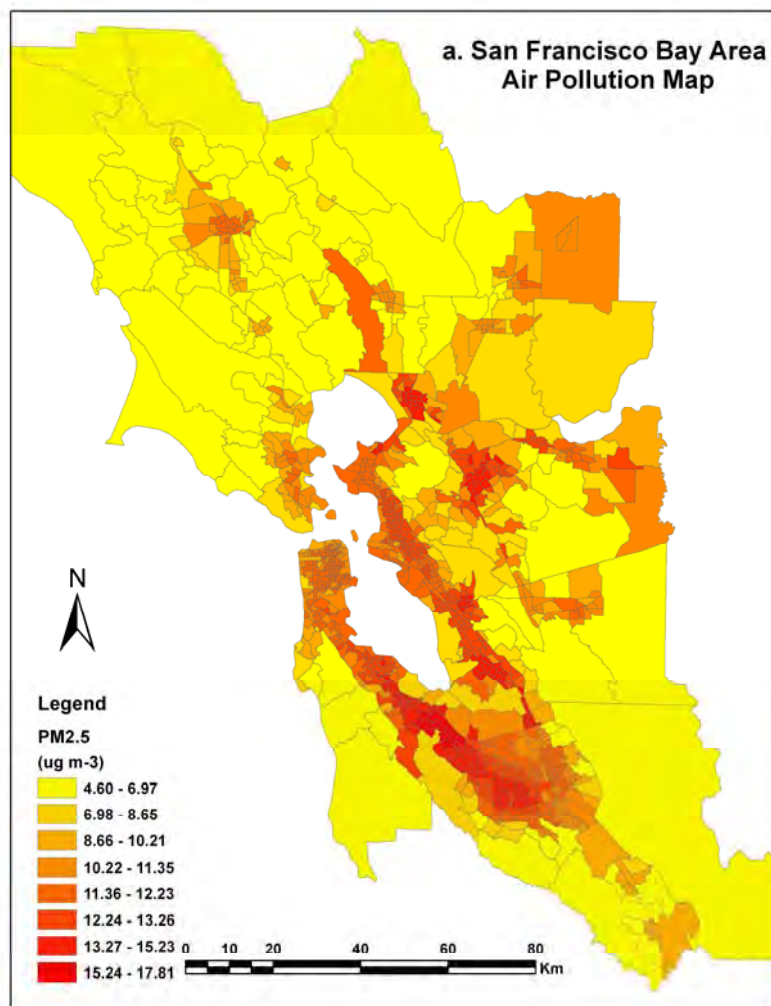 a. San Francisco Bay Area
Air Pollution Map
N
Legend
PM2.5
(ug m-3)
4.60 - 6.97
6.98 - 8.65
8.66 - 10.21
10.22 - 11.35
11.36 - 12.23
12.24 - 13.26
13.27 - 15.23
15.24 - 17.81
0 10 20 40 60 80
Km